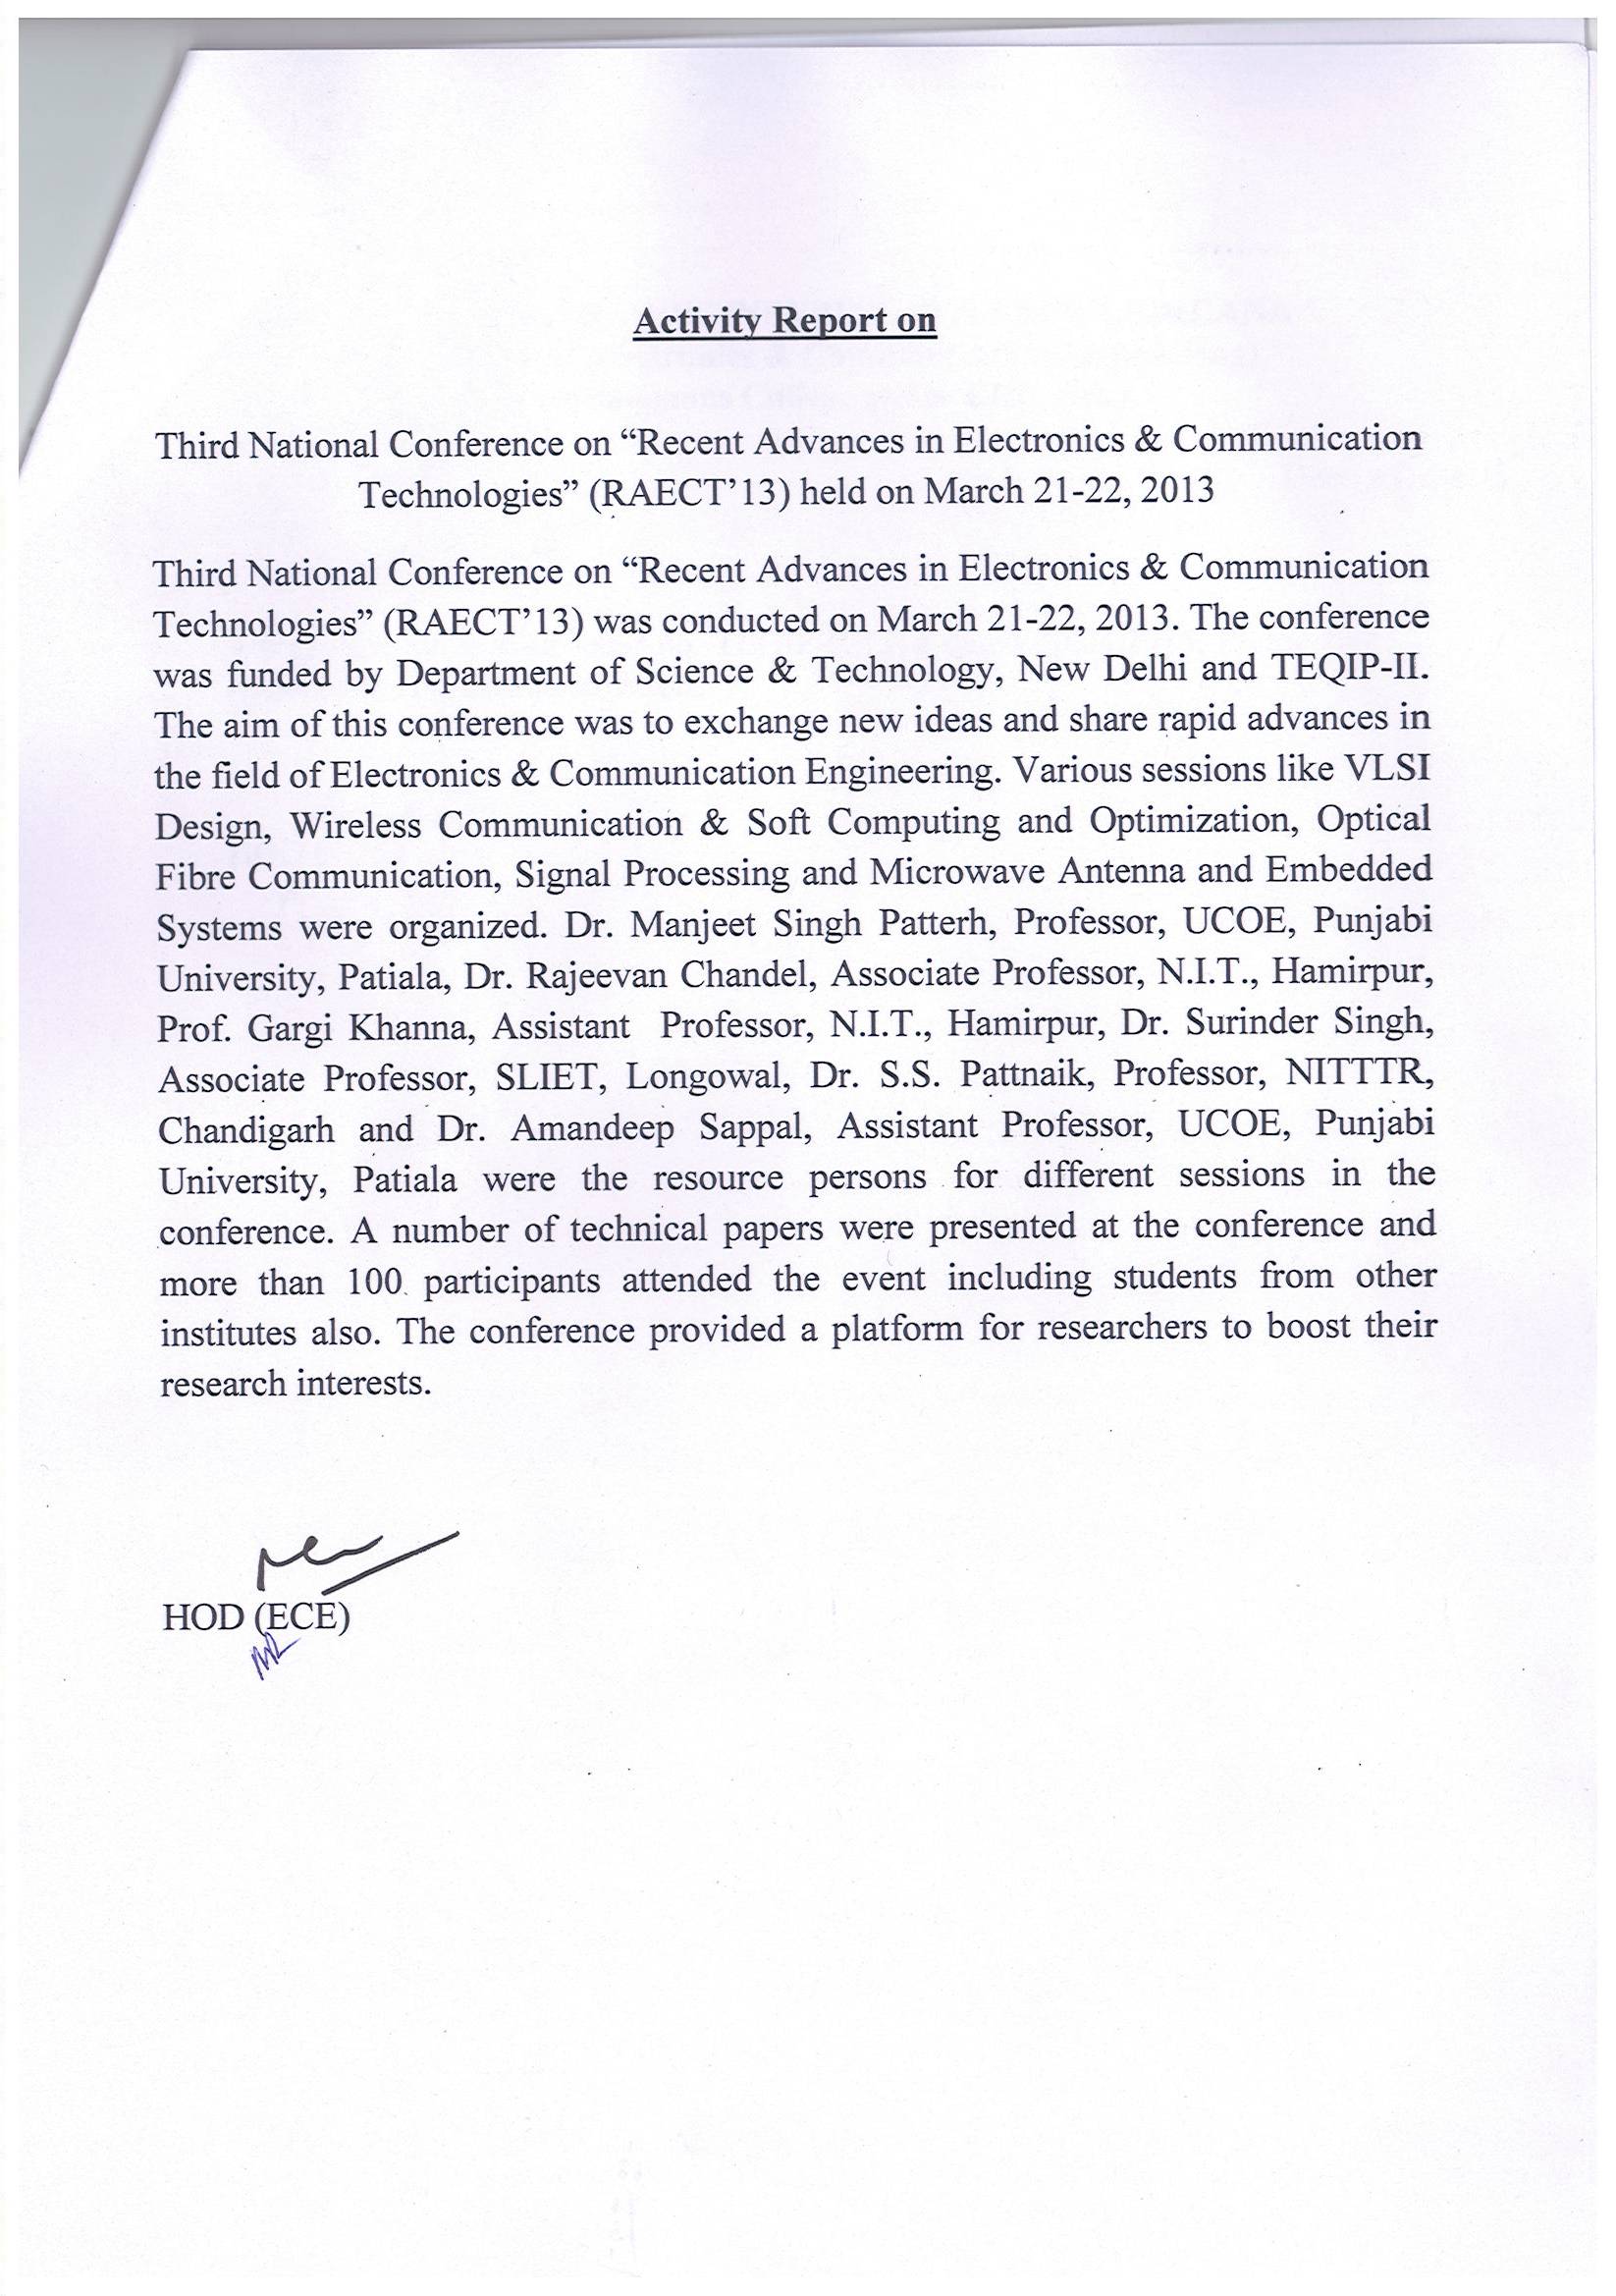 Activity Report on
Third National Conference on “Recent Advances in Electronics & Communication
Technologies” (RAECT’13) held on March 21-22, 2013
Third National Conference on “Recent Advances in Electronics & Communication
Technologies” (RAECT’13) was conducted on March 21-22, 2013. The conference
was funded by Department of Science & Technology, New Delhi and TEQIP-II.
The aim of this conference was to exchange new ideas and share rapid advances in
the field of Electronics & Communication Engineering. Various sessions like VLSI
Design, Wireless Communication & Soft Computing and Optimization, Optical
Fibre Communication, Signal Processing and Microwave Antenna and Embedded
Systems were organized. Dr. Manjeet Singh Patterh, Professor, UCOE, Punjabi
University, Patiala, Dr. Rajeevan Chandel, Associate Professor, N.I.T., Hamirpur,
Prof. Gargi Khanna, Assistant Professor, N.I.T., Hamirpur, Dr. Surinder Singh,
Associate Professor, SLIET, Longowal, Dr. S.S. Pattnaik, Professor, NITTTR,
Chandigarh and Dr. Amandeep Sappal, Assistant Professor, UCOE, Punjabi
University, Patiala were the resource persons for different sessions in the
conference. A number of technical papers were presented at the conference and
more than 100 participants attended the event including students from other
institutes also. The conference provided a platform for researchers to boost their
research interests.
HOD (ECE)